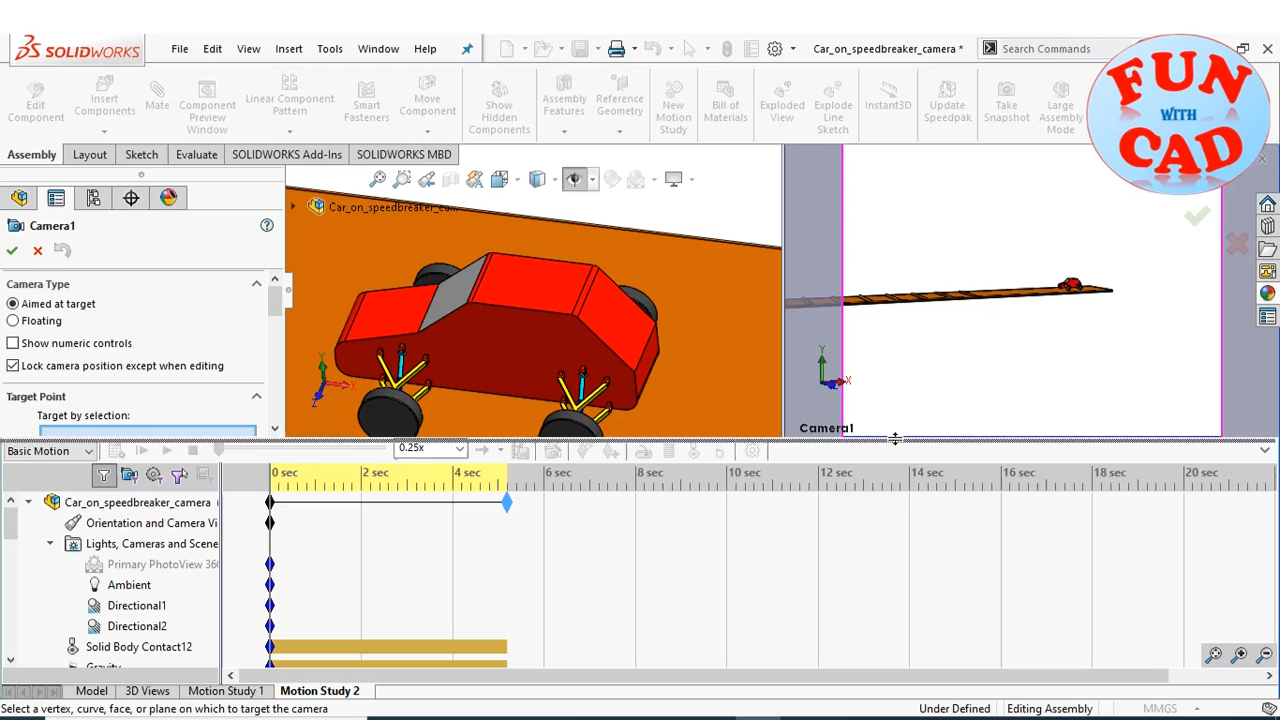 SOLIDWORKS File Edit View Insert Tools Window Help Car_on_speedbreaker_camera * Search Commands
FUN
WITH
CAD
Edit Component
Insert Components
Mate
Component Preview Window
Linear Component Pattern
Smart Fasteners
Move Component
Show Hidden Components
Assembly Features
Reference Geometry
New Motion Study
Bill of Materials
Exploded View
Explode Line Sketch
Instant3D
Update Speedpak
Take Snapshot
Large Assembly Mode
Assembly Layout Sketch Evaluate SOLIDWORKS Add-Ins SOLIDWORKS MBD
Car_on_speedbreaker_ca...
Camera1
Camera Type
Aimed at target
Floating
Show numeric controls
Lock camera position except when editing
Target Point
Target by selection:
Y X Z
Y X
Camera1
Basic Motion 0.25x
0 sec 2 sec 4 sec 6 sec 8 sec 10 sec 12 sec 14 sec 16 sec 18 sec 20 sec
Car_on_speedbreaker_camera (
Orientation and Camera Vi
Lights, Cameras and Scene
Primary PhotoView 360
Ambient
Directional1
Directional2
Solid Body Contact12
Gravity
Model 3D Views Motion Study 1 Motion Study 2
Select a vertex, curve, face, or plane on which to target the camera Under Defined Editing Assembly MMGS